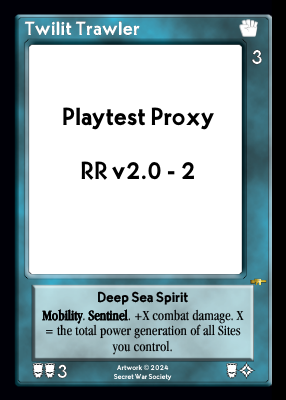 Twilit Trawler
3
Playtest Proxy
RR v2.0 - 2
Deep Sea Spirit
Mobility. Sentinel. +X combat damage. X
= the total power generation of all Sites
you control.
3
Artwork © 2024
Secret War Society